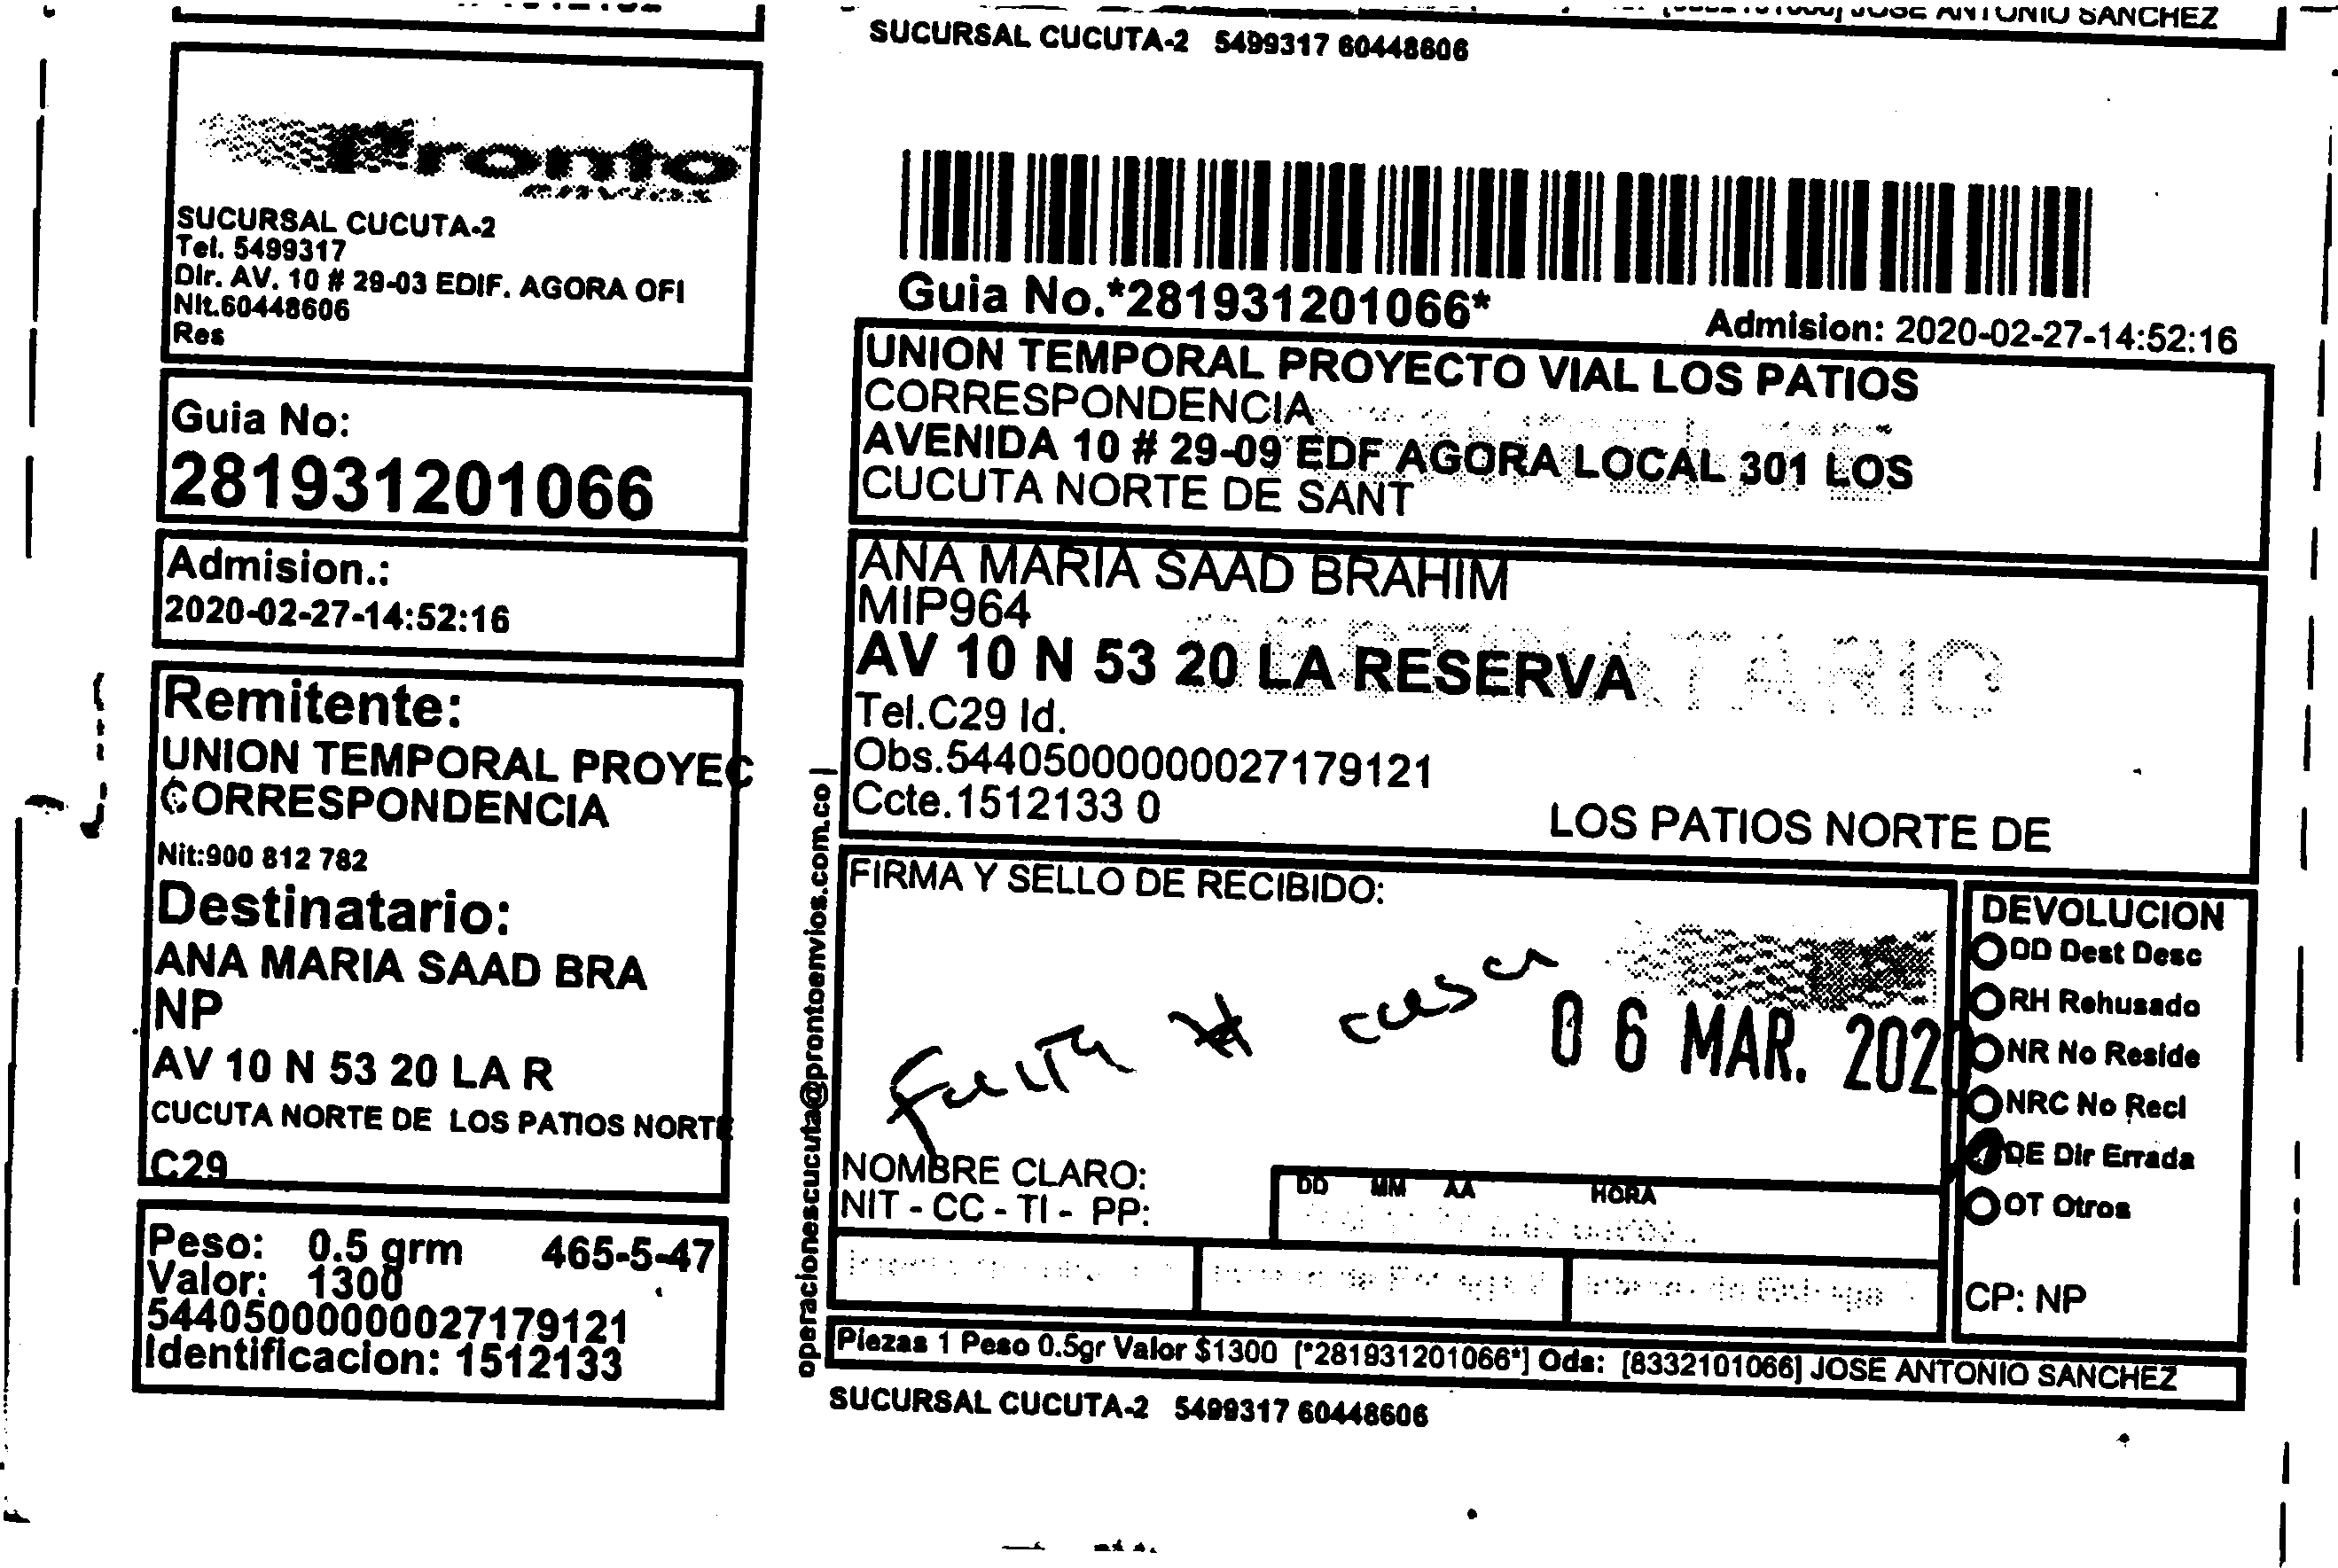 JOSE ANTONIO SANCHEZ
SUCURSAL CUCUTA-2 5499317 60448606
Pronto
envios
SUCURSAL CUCUTA-2
Tel. 5499317
Dir. AV. 10 # 29-03 EDIF. AGORA OFI
Nit.60448606
Res
Guia No:
281931201066
Admision.:
2020-02-27-14:52:16
Remitente:
UNION TEMPORAL PROYEC
CORRESPONDENCIA
Nit:900 812 782
Destinatario:
ANA MARIA SAAD BRA
NP
AV 10 N 53 20 LA R
CUCUTA NORTE DE LOS PATIOS NORTE
C29
Peso: 0.5 grm 465-5-47
Valor: 1300
544050000000027179121
Identificacion: 1512133
Guia No.*281931201066*
Admision: 2020-02-27-14:52:16
UNION TEMPORAL PROYECTO VIAL LOS PATIOS
CORRESPONDENCIA
AVENIDA 10 # 29-09 EDF AGORA LOCAL 301 LOS
CUCUTA NORTE DE SANT
ANA MARIA SAAD BRAHIM
MIP964
AV 10 N 53 20 LA RESERVA
Tel.C29 Id.
Obs.544050000000027179121
Ccte.1512133 0
LOS PATIOS NORTE DE
operacionescucuta@prontoenvios.com.co |
FIRMA Y SELLO DE RECIBIDO:
Falta # casa
06 MAR. 2020
NOMBRE CLARO:
NIT - CC - TI - PP:
DD MM AA HORA
DEVOLUCION
DD Dest Desc
RH Rehusado
NR No Reside
NRC No Recl
DE Dir Errada
OT Otros
CP: NP
Piezas 1 Peso 0.5gr Valor $1300 [*281931201066*] Ods: [8332101066] JOSE ANTONIO SANCHEZ
SUCURSAL CUCUTA-2 5499317 60448606